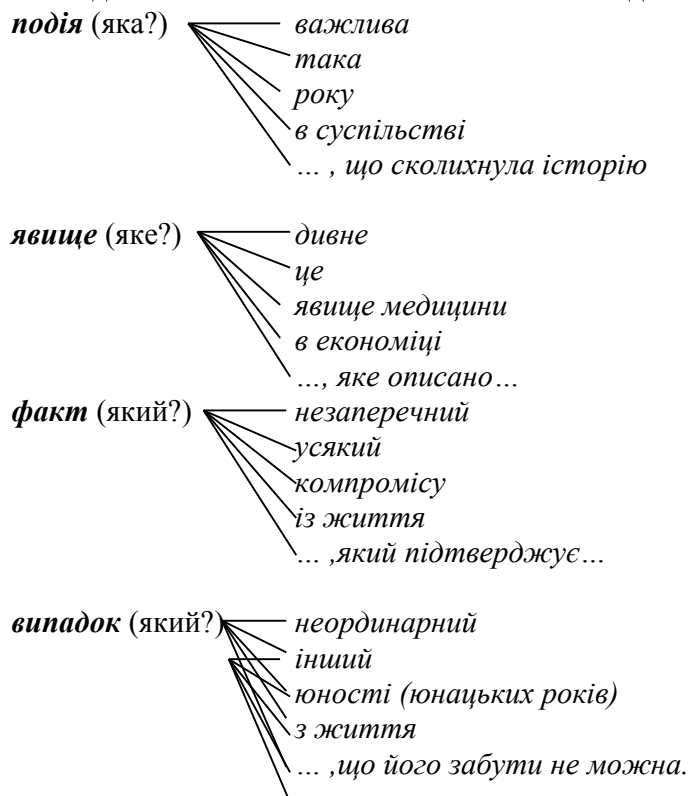 подія (яка?) важлива
така
року
в суспільстві
… , що сколихнула історію
явище (яке?) дивне
це
явище медицини
в економіці
…, яке описано…
факт (який?) незаперечний
усякий
компромісу
із життя
… ,який підтверджує…
випадок (який?) неординарний
інший
юності (юнацьких років)
з життя
… ,що його забути не можна.